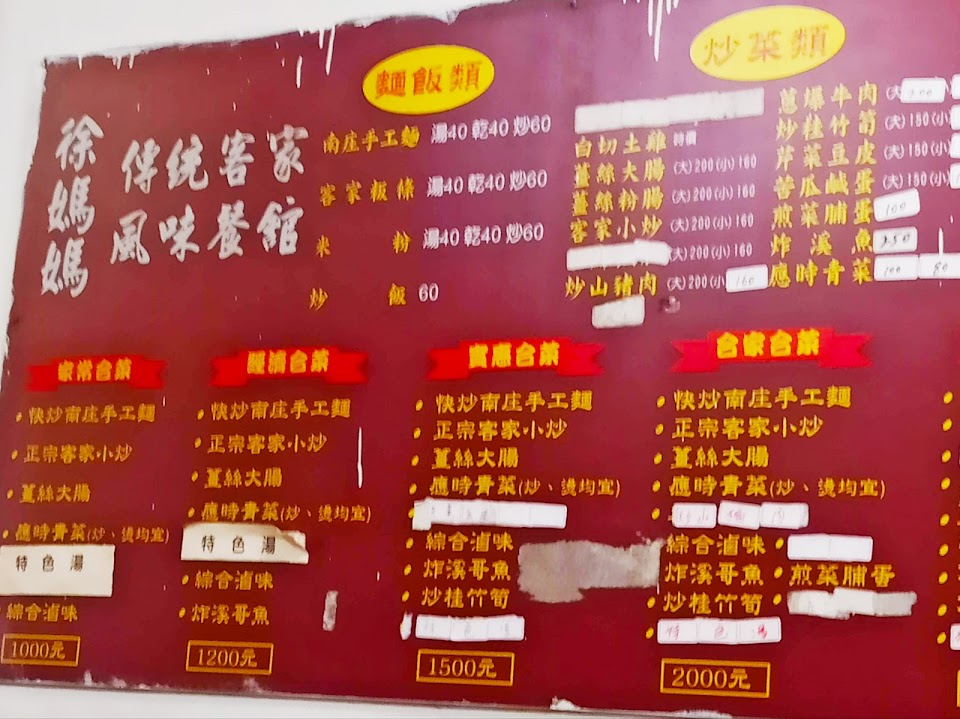 徐媽媽
傳統客家
風味餐館
麵飯類
南庄手工麵 湯40 乾40 炒60
客家粄條 湯40 乾40 炒60
米粉 湯40 乾40 炒60
炒飯 60
炒菜類
白切土雞 時價
薑絲大腸 (大)200(小)160
薑絲粉腸 (大)200(小)160
客家小炒 (大)200(小)160
(大)200(小)160
炒山豬肉 (大)200(小)160
蔥爆牛肉 (大)200
炒桂竹筍 (大)150(小)
芹菜豆皮 (大)150(小)
苦瓜鹹蛋 (大)150(小)
煎菜脯蛋 100
炸溪魚 250
應時青菜 100 80
家常合菜
•快炒南庄手工麵
•正宗客家小炒
•薑絲大腸
•應時青菜(炒、燙均宜)
特色湯
•綜合滷味
1000元
經濟合菜
•快炒南庄手工麵
•正宗客家小炒
•薑絲大腸
•應時青菜(炒、燙均宜)
特色湯
•綜合滷味
•炸溪哥魚
1200元
實惠合菜
•快炒南庄手工麵
•正宗客家小炒
•薑絲大腸
•應時青菜(炒、燙均宜)
•綜合滷味
•炸溪哥魚
•炒桂竹筍
特色湯
1500元
合家合菜
•快炒南庄手工麵
•正宗客家小炒
•薑絲大腸
•應時青菜(炒、燙均宜)
•炒山豬肉
•綜合滷味
•炸溪哥魚 •煎菜脯蛋
•炒桂竹筍
•特色湯
2000元